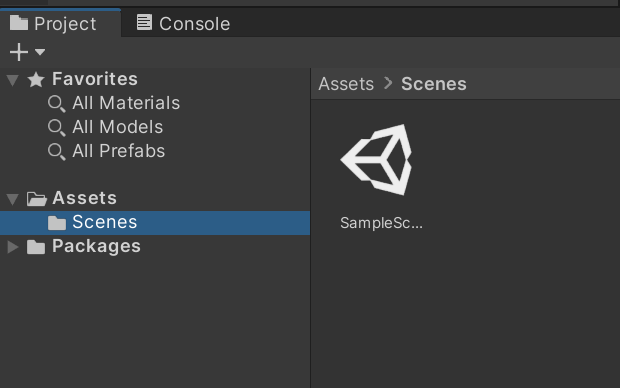 Project
Console
Favorites
All Materials
All Models
All Prefabs
Assets
Scenes
Packages
Assets > Scenes
SampleSc...